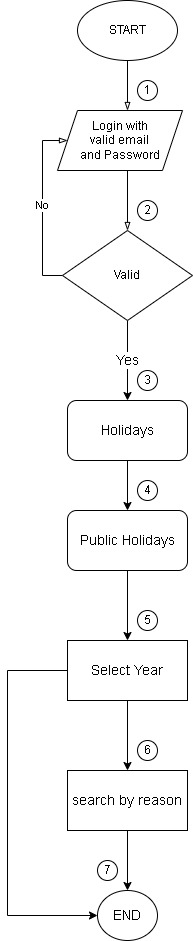 START
1
Login with
valid email
and Password
2
No
Valid
Yes
3
Holidays
4
Public Holidays
5
Select Year
6
search by reason
7
END